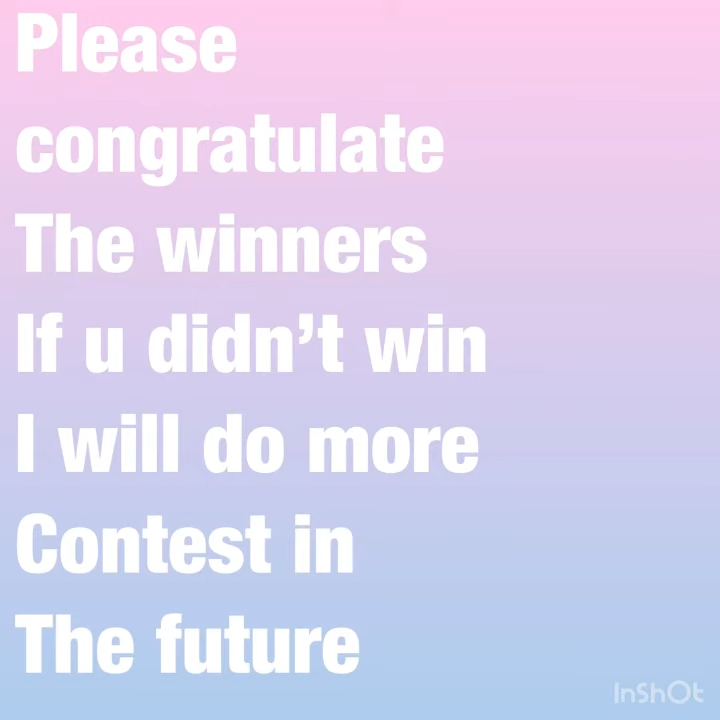 Please
congratulate
The winners
If u didn’t win
I will do more
Contest in
The future
InShOt